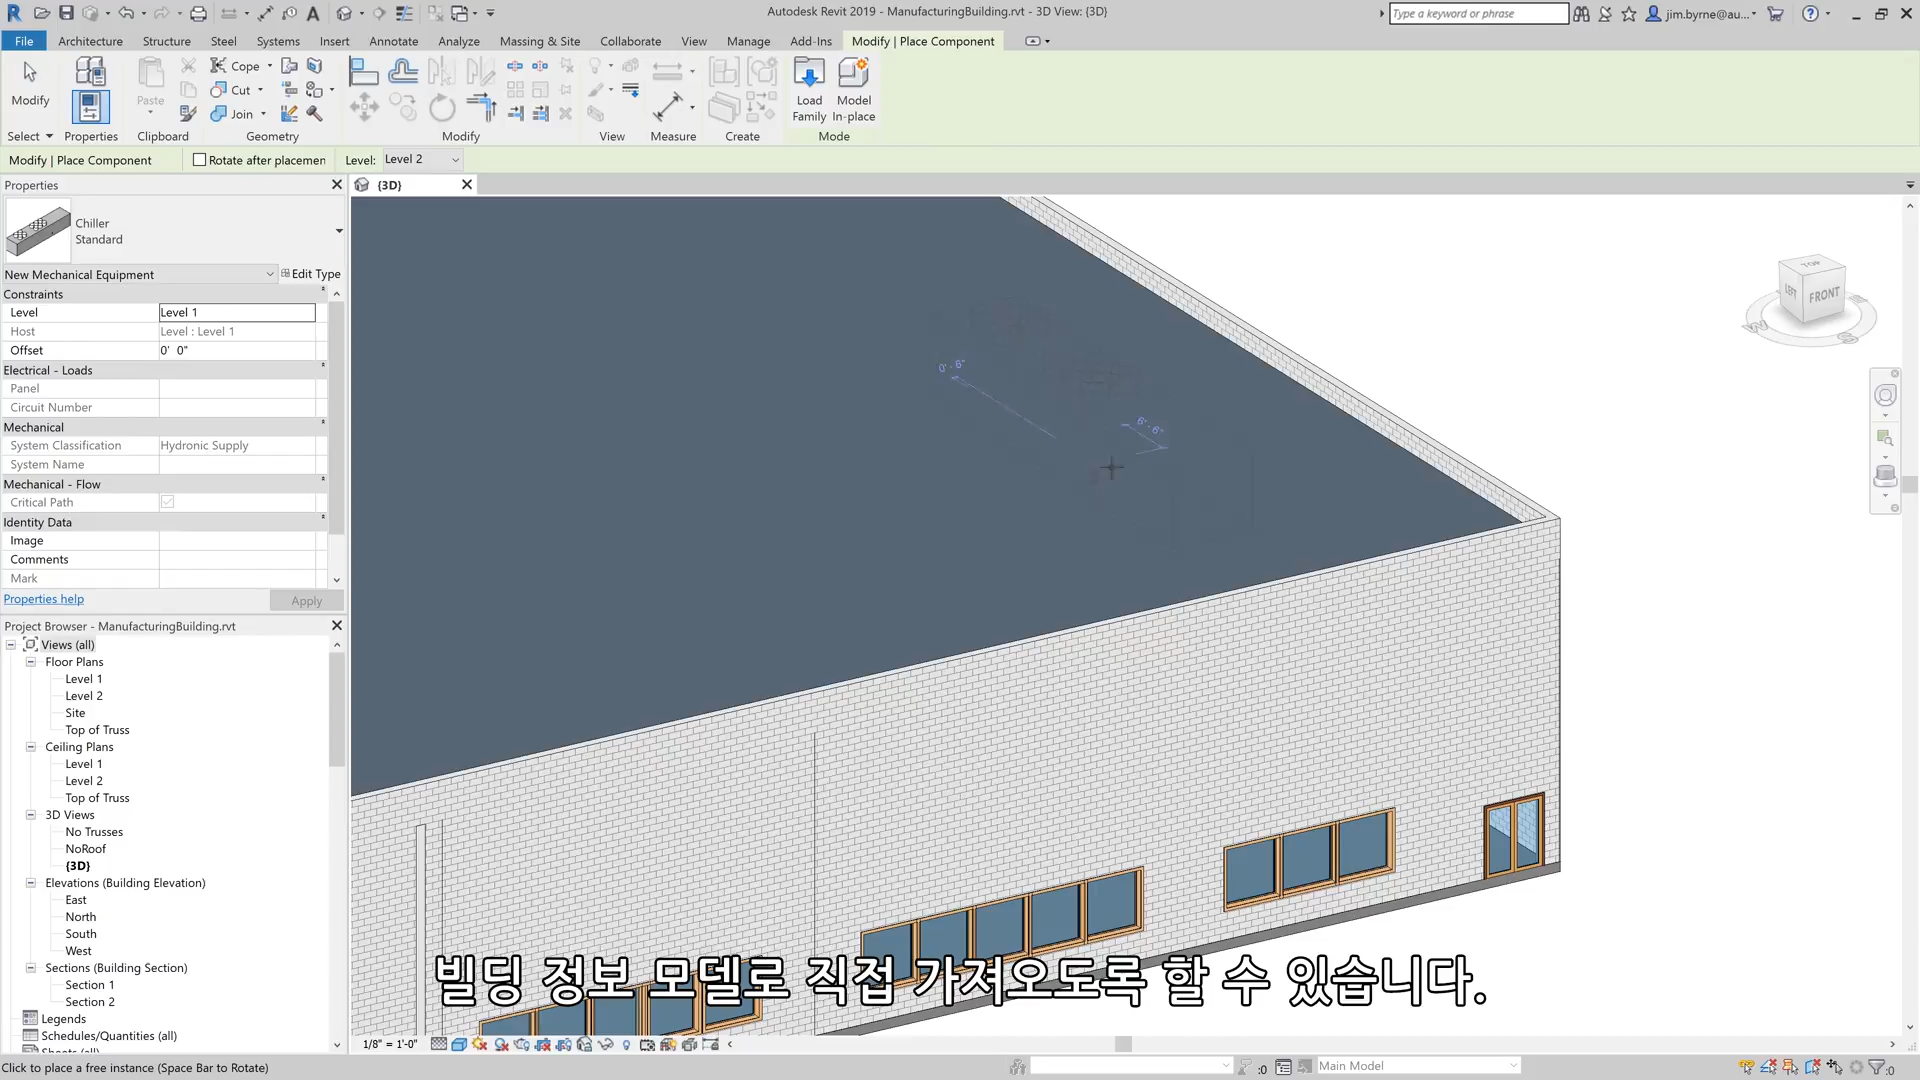 Autodesk Revit 2019 - ManufacturingBuilding.rvt - 3D View: {3D}
Type a keyword or phrase
jim.byrne@au...
File Architecture Structure Steel Systems Insert Annotate Analyze Massing & Site Collaborate View Manage Add-Ins Modify | Place Component
Modify
Paste
Cope
Cut
Join
Load Family
Model In-place
Select Properties Clipboard Geometry Modify View Measure Create Mode
Modify | Place Component Rotate after placemen Level: Level 2
Properties
{3D}
Chiller
Standard
New Mechanical Equipment Edit Type
Constraints
Level Level 1
Host Level : Level 1
Offset 0' 0"
Electrical - Loads
Panel
Circuit Number
Mechanical
System Classification Hydronic Supply
System Name
Mechanical - Flow
Critical Path
Identity Data
Image
Comments
Mark
Properties help Apply
Project Browser - ManufacturingBuilding.rvt
Views (all)
Floor Plans
Level 1
Level 2
Site
Top of Truss
Ceiling Plans
Level 1
Level 2
Top of Truss
3D Views
No Trusses
NoRoof
{3D}
Elevations (Building Elevation)
East
North
South
West
Sections (Building Section)
Section 1
Section 2
Legends
Schedules/Quantities (all)
Sheets (all)
0' - 6"
6' - 6"
TOP
LEFT FRONT
W S
빌딩 정보 모델로 직접 가져오도록 할 수 있습니다.
1/8" = 1'-0"
Click to place a free instance (Space Bar to Rotate)
:0
Main Model
:0